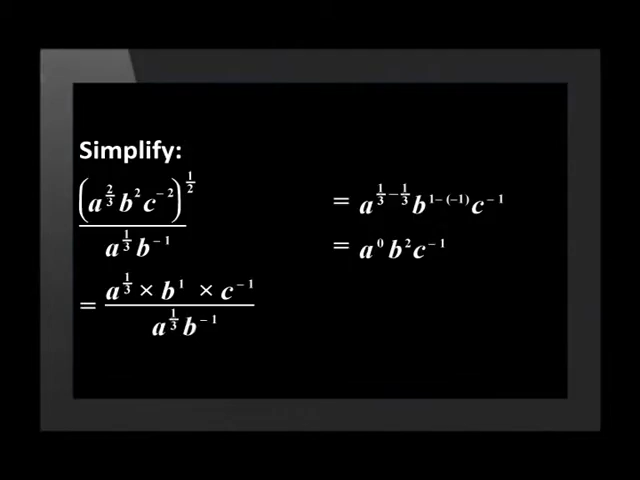 Simplify:
(a^{2/3} b^2 c^{-2})^{1/2}
a^{1/3} b^{-1}
= a^{1/3} × b^1 × c^{-1}
a^{1/3} b^{-1}
= a^{1/3 - 1/3} b^{1-(-1)} c^{-1}
= a^0 b^2 c^{-1}